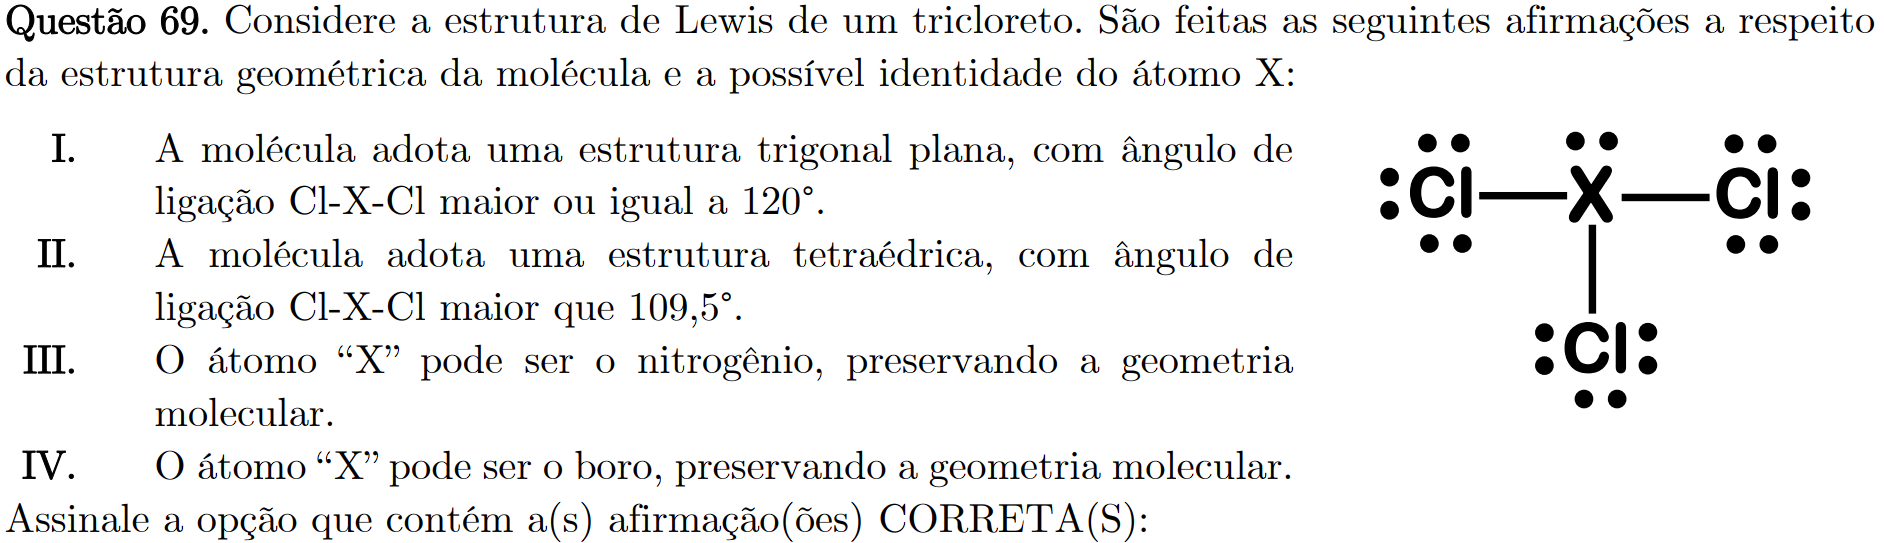 Questão 69. Considere a estrutura de Lewis de um tricloreto. São feitas as seguintes afirmações a respeito
da estrutura geométrica da molécula e a possível identidade do átomo X:
I. A molécula adota uma estrutura trigonal plana, com ângulo de
ligação Cl-X-Cl maior ou igual a 120°.
II. A molécula adota uma estrutura tetraédrica, com ângulo de
ligação Cl-X-Cl maior que 109,5°.
III. O átomo “X” pode ser o nitrogênio, preservando a geometria
molecular.
IV. O átomo “X” pode ser o boro, preservando a geometria molecular.
Assinale a opção que contém a(s) afirmação(ões) CORRETA(S):
Cl X Cl
Cl